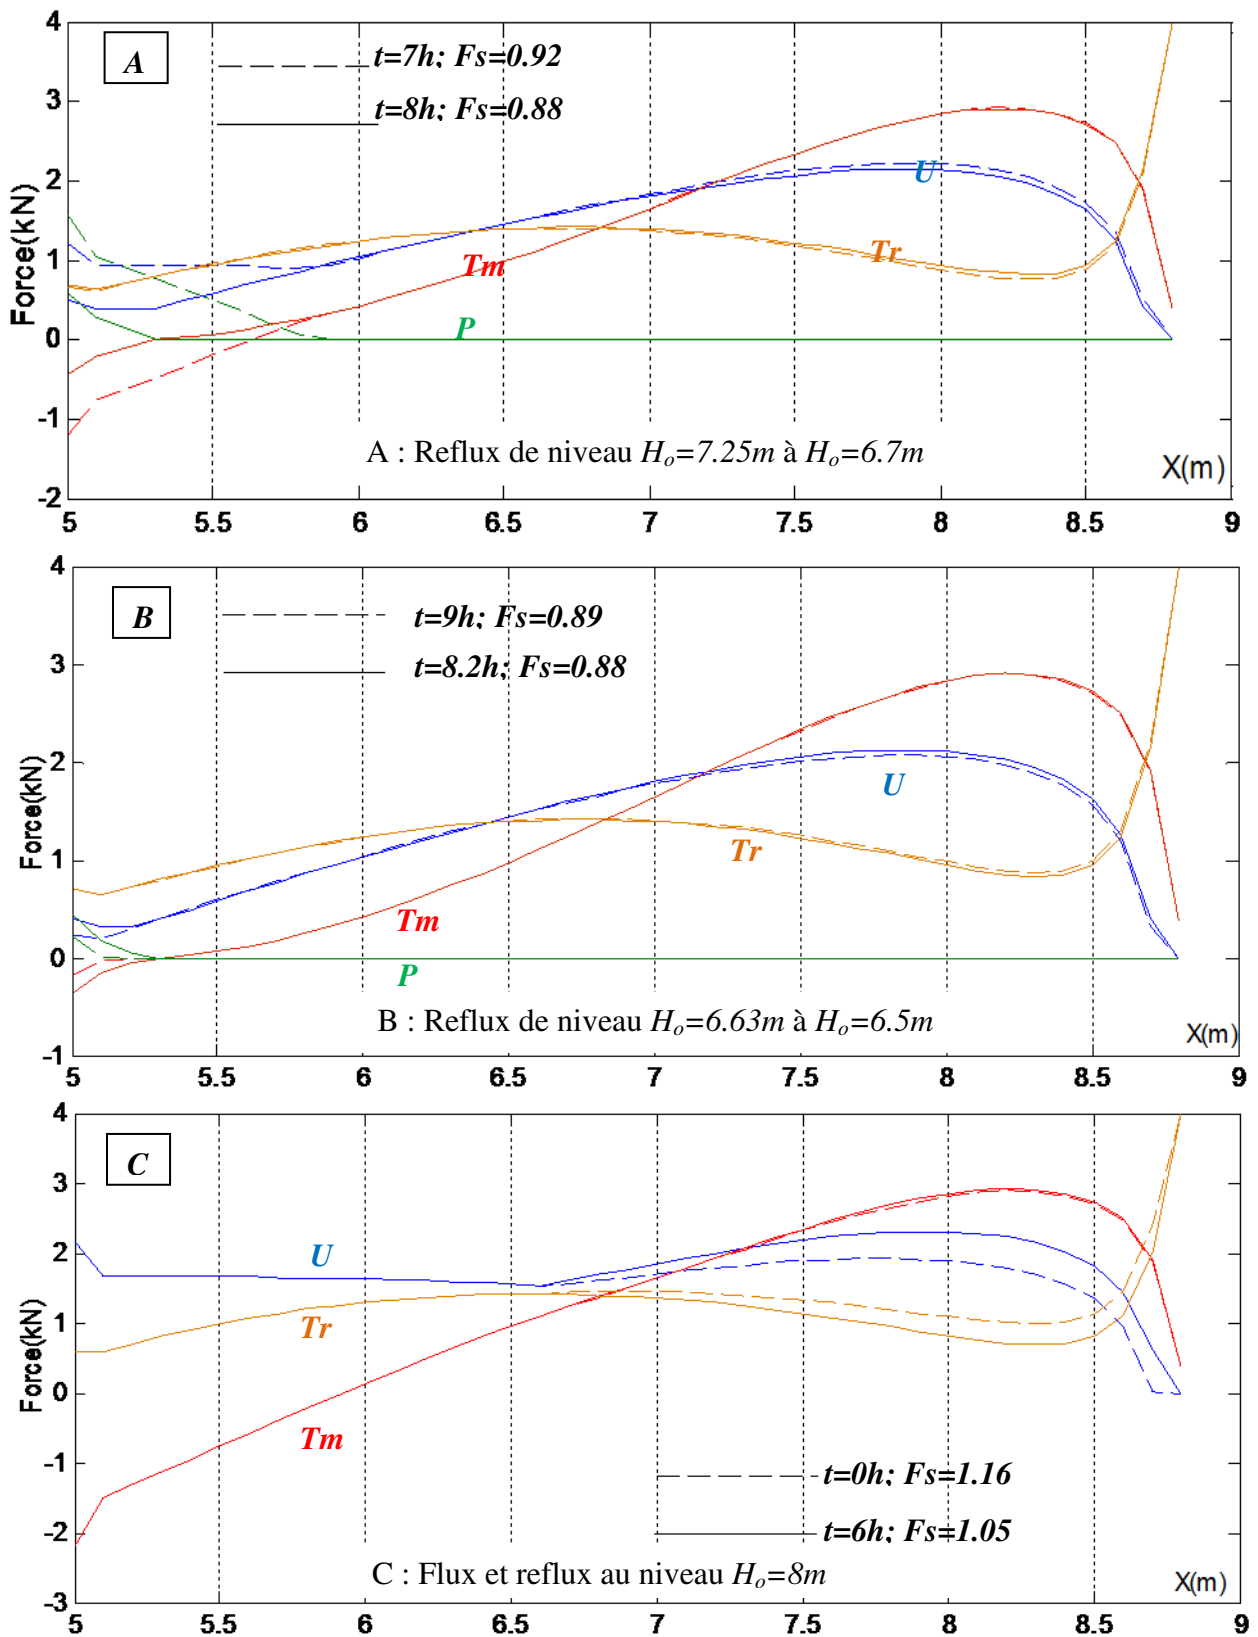 A
t=7h; Fs=0.92
t=8h; Fs=0.88
4
3
2
1
0
-1
-2
Force(kN)
U
Tm
Tr
P
A : Reflux de niveau Ho=7.25m à Ho=6.7m
X(m)
5 5.5 6 6.5 7 7.5 8 8.5 9
B
t=9h; Fs=0.89
t=8.2h; Fs=0.88
4
3
2
1
0
-1
Force(kN)
U
Tr
Tm
P
B : Reflux de niveau Ho=6.63m à Ho=6.5m
X(m)
5 5.5 6 6.5 7 7.5 8 8.5 9
C
4
3
2
1
0
-1
-2
-3
Force(kN)
U
Tr
Tm
t=0h; Fs=1.16
t=6h; Fs=1.05
C : Flux et reflux au niveau Ho=8m
X(m)
5 5.5 6 6.5 7 7.5 8 8.5 9